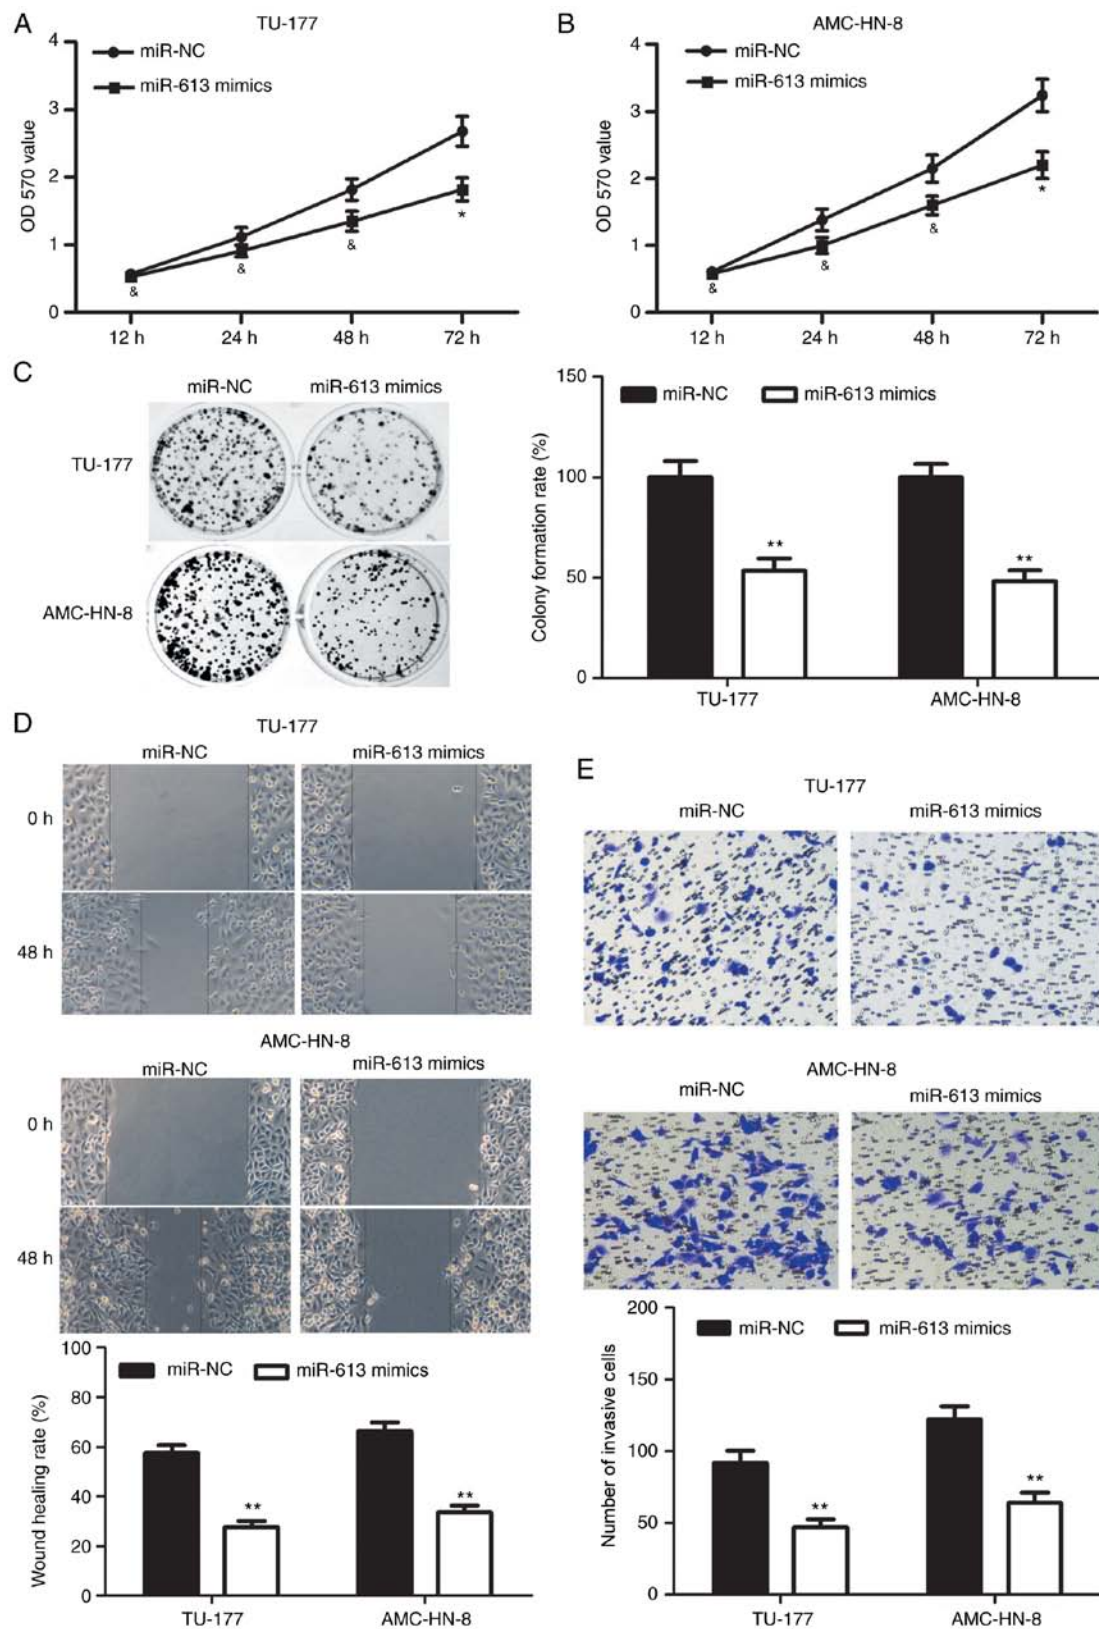 A
TU-177
4
3
2
1
0
OD 570 value
miR-NC
miR-613 mimics
&
&
&
*
12 h
24 h
48 h
72 h
B
AMC-HN-8
4
3
2
1
0
OD 570 value
miR-NC
miR-613 mimics
&
&
&
*
12 h
24 h
48 h
72 h
C
miR-NC
miR-613 mimics
TU-177
AMC-HN-8
150
100
50
0
Colony formation rate (%)
miR-NC
miR-613 mimics
**
**
TU-177
AMC-HN-8
D
TU-177
miR-NC
miR-613 mimics
0 h
48 h
AMC-HN-8
miR-NC
miR-613 mimics
0 h
48 h
100
80
60
40
20
0
Wound healing rate (%)
miR-NC
miR-613 mimics
**
**
TU-177
AMC-HN-8
E
TU-177
miR-NC
miR-613 mimics
AMC-HN-8
miR-NC
miR-613 mimics
200
150
100
50
0
Number of invasive cells
miR-NC
miR-613 mimics
**
**
TU-177
AMC-HN-8